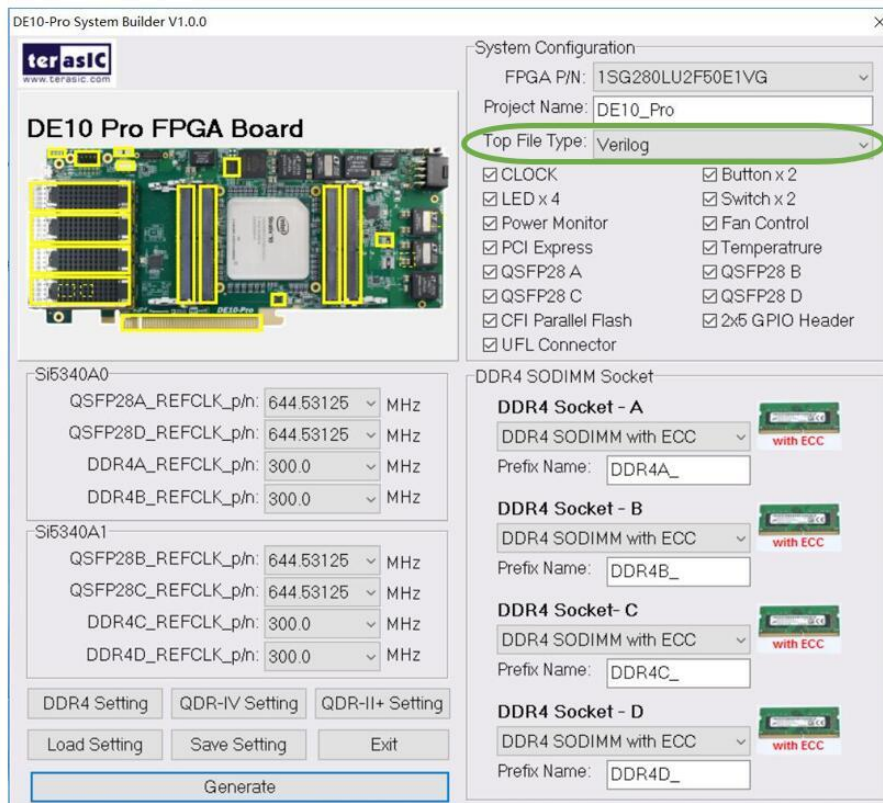 DE10-Pro System Builder V1.0.0
terasIC
www.terasic.com
DE10 Pro FPGA Board
DE10-Pro
System Configuration
FPGA P/N: 1SG280LU2F50E1VG
Project Name: DE10_Pro
Top File Type: Verilog
CLOCK Button x 2
LED x 4 Switch x 2
Power Monitor Fan Control
PCI Express Temperatrure
QSFP28 A QSFP28 B
QSFP28 C QSFP28 D
CFI Parallel Flash 2x5 GPIO Header
UFL Connector
Si5340A0
QSFP28A_REFCLK_p/n: 644.53125 MHz
QSFP28D_REFCLK_p/n: 644.53125 MHz
DDR4A_REFCLK_p/n: 300.0 MHz
DDR4B_REFCLK_p/n: 300.0 MHz
Si5340A1
QSFP28B_REFCLK_p/n: 644.53125 MHz
QSFP28C_REFCLK_p/n: 644.53125 MHz
DDR4C_REFCLK_p/n: 300.0 MHz
DDR4D_REFCLK_p/n: 300.0 MHz
DDR4 Setting QDR-IV Setting QDR-II+ Setting
Load Setting Save Setting Exit
Generate
DDR4 SODIMM Socket
DDR4 Socket - A
DDR4 SODIMM with ECC
with ECC
Prefix Name: DDR4A_
DDR4 Socket - B
DDR4 SODIMM with ECC
with ECC
Prefix Name: DDR4B_
DDR4 Socket- C
DDR4 SODIMM with ECC
with ECC
Prefix Name: DDR4C_
DDR4 Socket - D
DDR4 SODIMM with ECC
with ECC
Prefix Name: DDR4D_